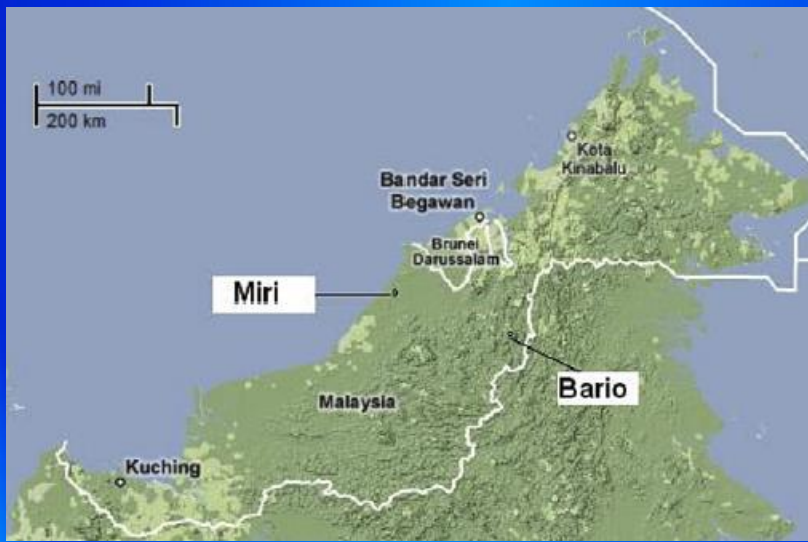 100 mi
200 km
Kota
Kinabalu
Bandar Seri
Begawan
Brunei
Darussalam
Miri
Bario
Malaysia
Kuching